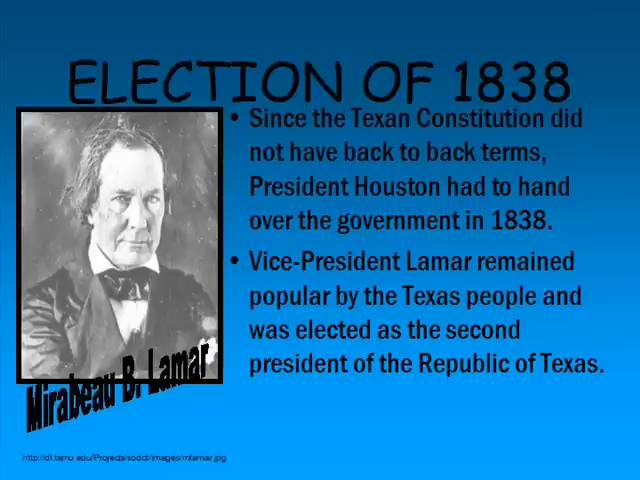 ELECTION OF 1838
• Since the Texan Constitution did
not have back to back terms,
President Houston had to hand
over the government in 1838.
• Vice-President Lamar remained
popular by the Texas people and
was elected as the second
president of the Republic of Texas.
Mirabeau B. Lamar
http://dl.tamu.edu/Projects/sodct/images/mlamar.jpg